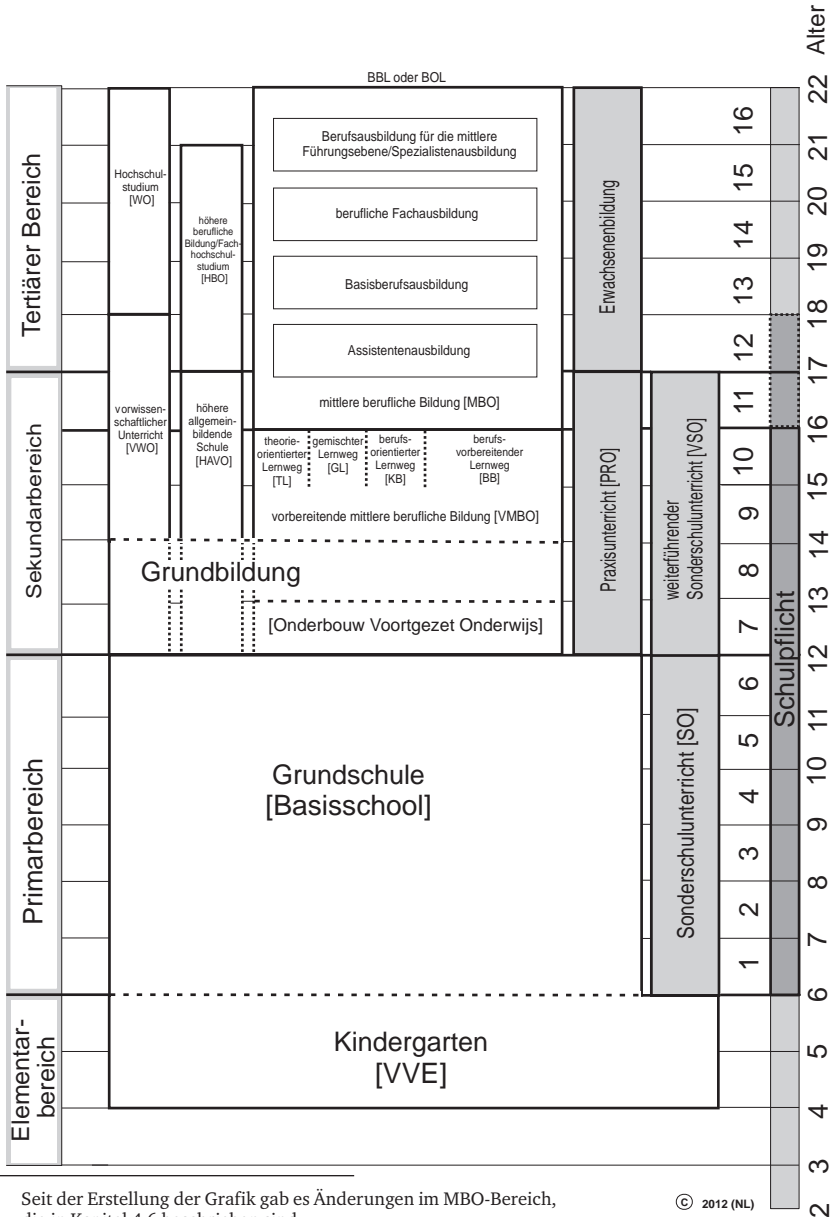 Alter
BBL oder BOL
22
21
20
19
18
17
16
15
14
13
12
11
10
9
8
7
6
5
4
3
2
16
15
14
13
12
11
10
9
8
7
6
5
4
3
2
1
Schulpflicht
Tertiärer Bereich
Hochschul-
studium
[WO]
höhere
berufliche
Bildung/Fach-
hochschul-
studium
[HBO]
Berufsausbildung für die mittlere
Führungsebene/Spezialistenausbildung
berufliche Fachausbildung
Basisberufsausbildung
Assistentenausbildung
mittlere berufliche Bildung [MBO]
Erwachsenenbildung
Sekundarbereich
vorwissen-
schaftlicher
Unterricht
[VWO]
höhere
allgemein-
bildende
Schule
[HAVO]
theorie-
orientierter
Lernweg
[TL]
gemischter
Lernweg
[GL]
berufs-
orientierter
Lernweg
[KB]
berufs-
vorbereitender
Lernweg
[BB]
vorbereitende mittlere berufliche Bildung [VMBO]
Grundbildung
[Onderbouw Voortgezet Onderwijs]
Praxisunterricht [PRO]
weiterführender
Sonderschulunterricht [VSO]
Primarbereich
Grundschule
[Basisschool]
Sonderschulunterricht [SO]
Elementar-
bereich
Kindergarten
[VVE]
Seit der Erstellung der Grafik gab es Änderungen im MBO-Bereich,
© 2012 (NL)